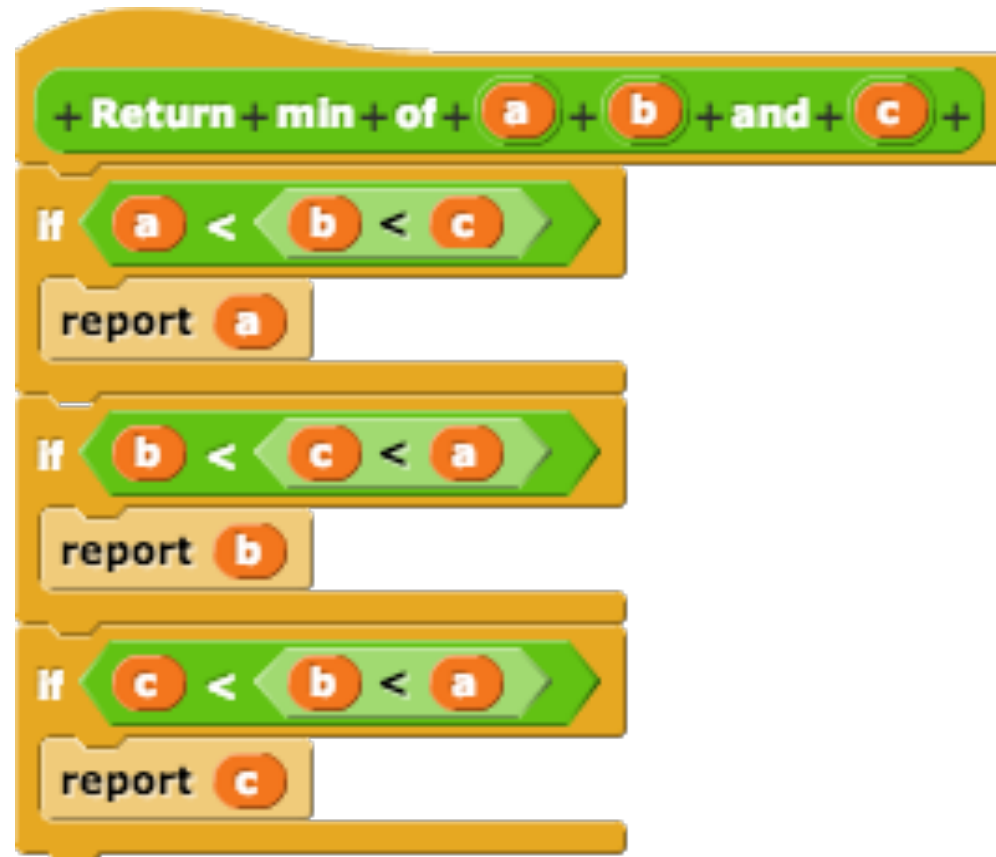 + Return + min + of + a + b + and + c +
if a < b < c
report a
if b < c < a
report b
if c < b < a
report c